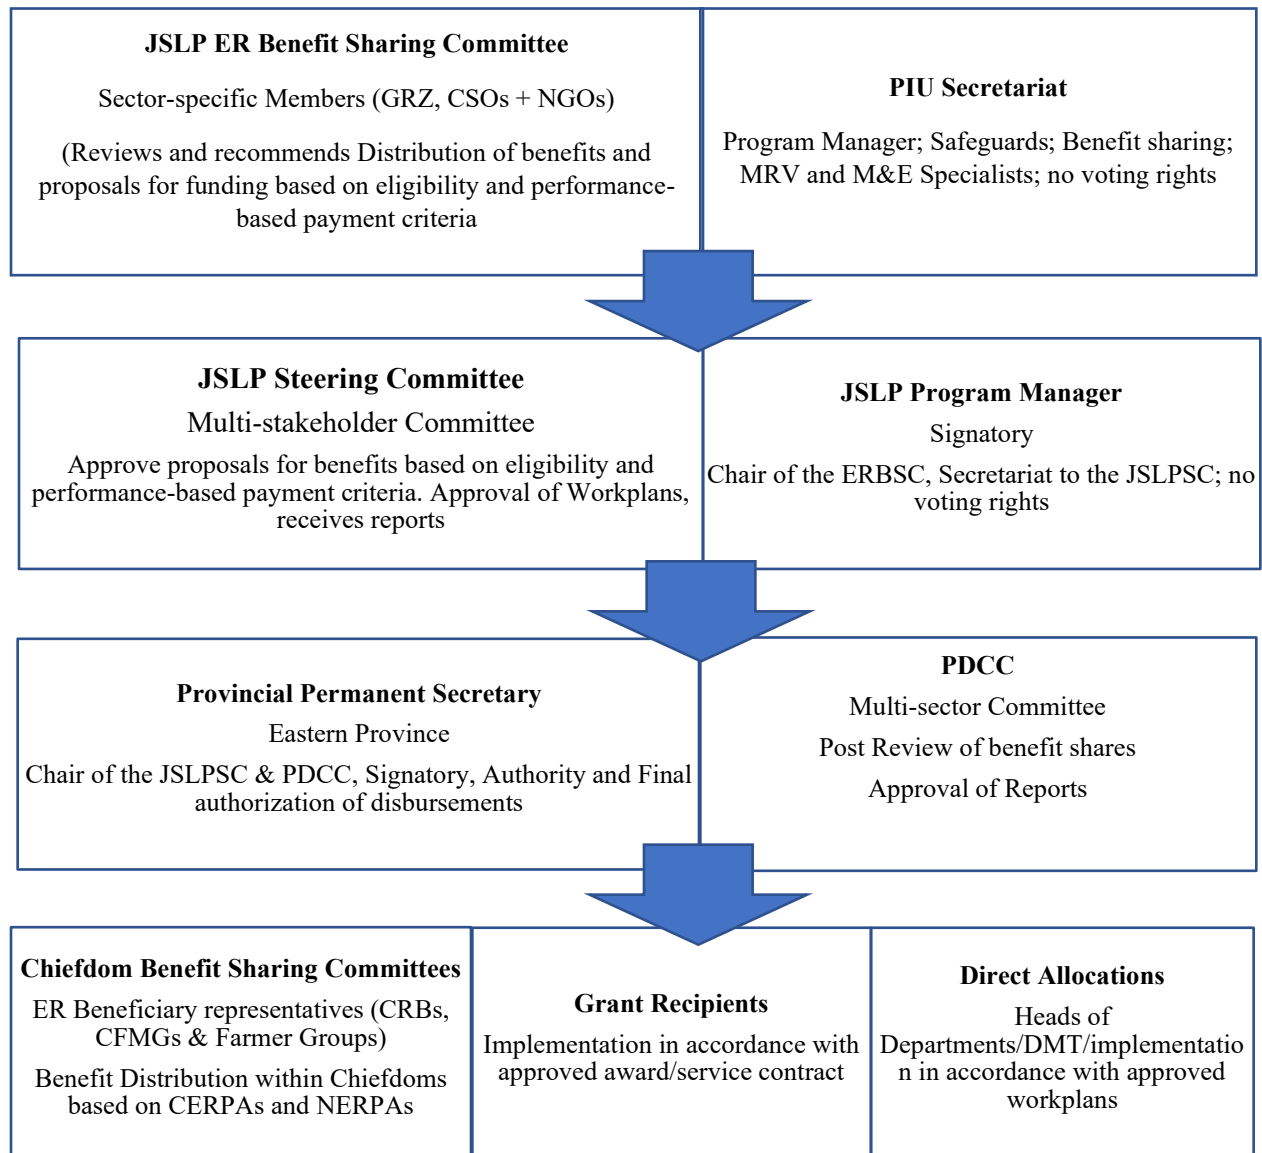 JSLP ER Benefit Sharing Committee
Sector-specific Members (GRZ, CSOs + NGOs)
(Reviews and recommends Distribution of benefits and
proposals for funding based on eligibility and performance-
based payment criteria
PIU Secretariat
Program Manager; Safeguards; Benefit sharing;
MRV and M&E Specialists; no voting rights
JSLP Steering Committee
Multi-stakeholder Committee
Approve proposals for benefits based on eligibility and
performance-based payment criteria. Approval of Workplans,
receives reports
JSLP Program Manager
Signatory
Chair of the ERBSC, Secretariat to the JSLPSC; no
voting rights
Provincial Permanent Secretary
Eastern Province
Chair of the JSLPSC & PDCC, Signatory, Authority and Final
authorization of disbursements
PDCC
Multi-sector Committee
Post Review of benefit shares
Approval of Reports
Chiefdom Benefit Sharing Committees
ER Beneficiary representatives (CRBs,
CFMGs & Farmer Groups)
Benefit Distribution within Chiefdoms
based on CERPAs and NERPAs
Grant Recipients
Implementation in accordance with
approved award/service contract
Direct Allocations
Heads of
Departments/DMT/implementatio
n in accordance with approved
workplans